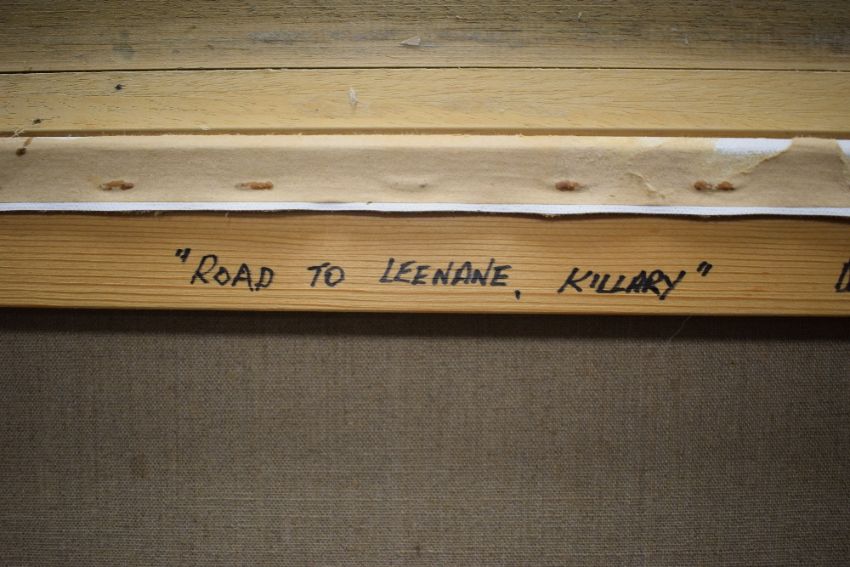 "ROAD TO LEENANE, KILLARY"